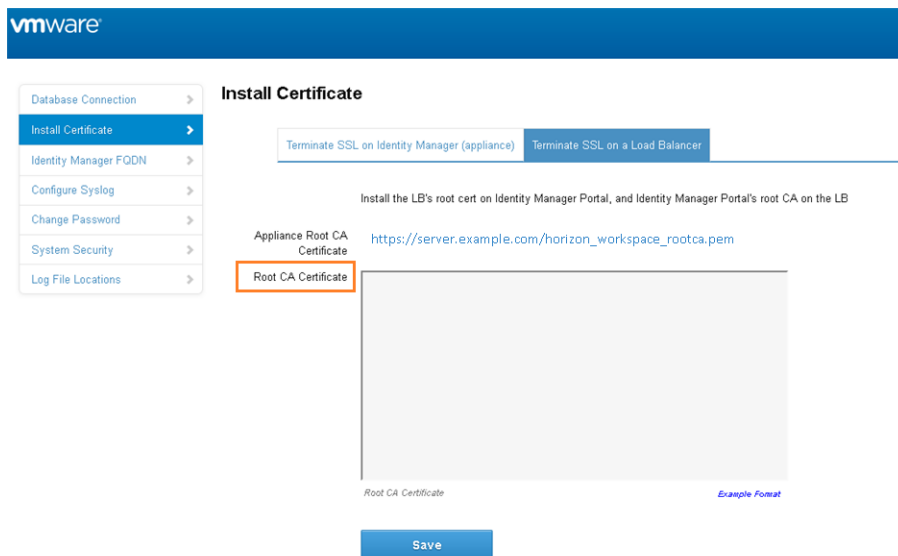 vmware
Database Connection
Install Certificate
Identity Manager FQDN
Configure Syslog
Change Password
System Security
Log File Locations
Install Certificate
Terminate SSL on Identity Manager (appliance)
Terminate SSL on a Load Balancer
Install the LB's root cert on Identity Manager Portal, and Identity Manager Portal's root CA on the LB
Appliance Root CA
Certificate
https://server.example.com/horizon_workspace_rootca.pem
Root CA Certificate
Root CA Certificate
Example Format
Save